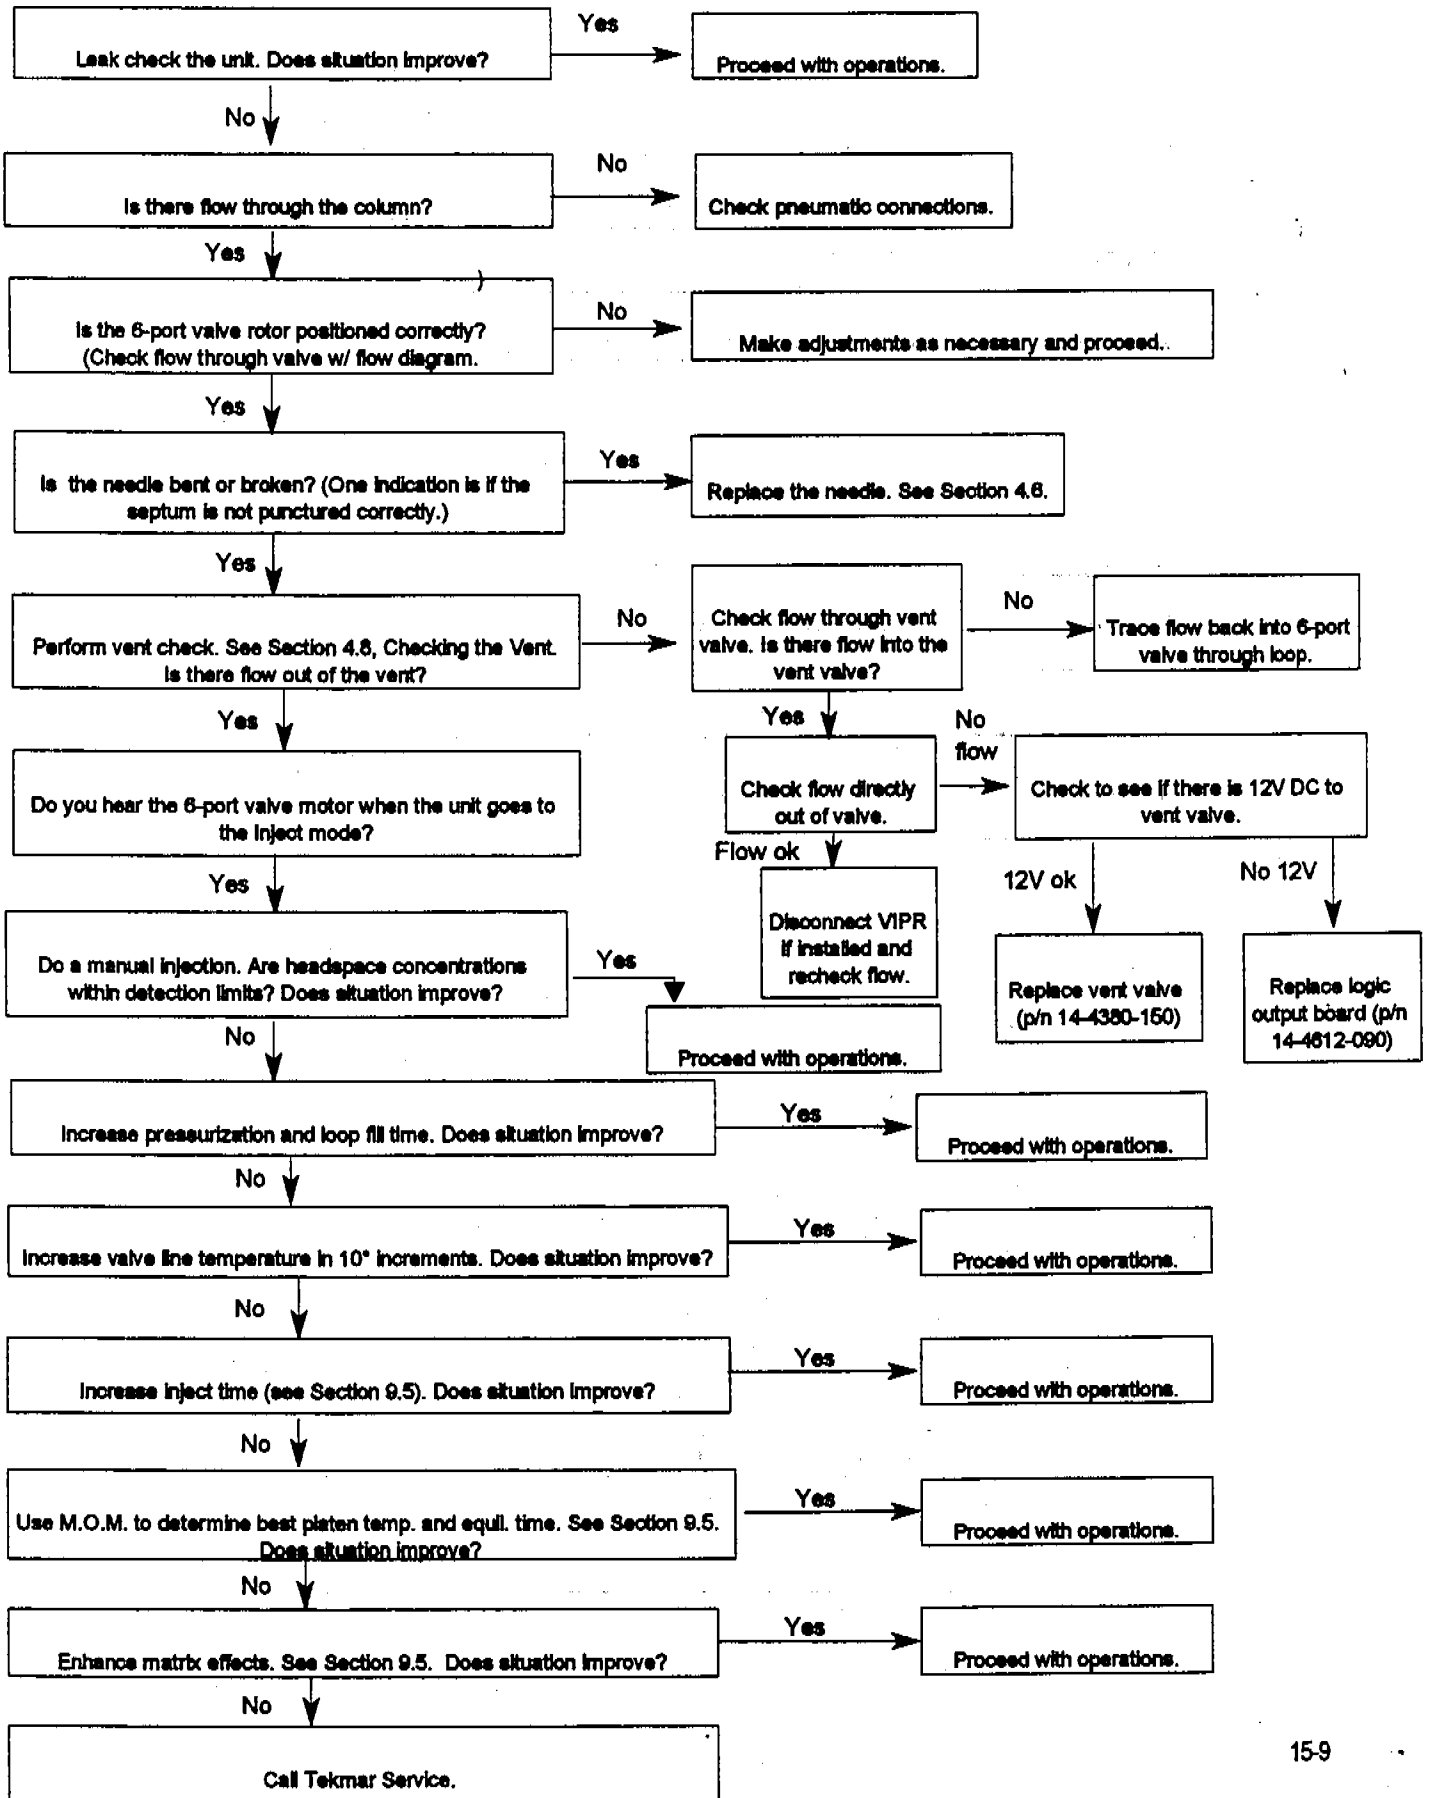 Yes
Leak check the unit. Does situation improve?
Proceed with operations.
No
No
Is there flow through the column?
Check pneumatic connections.
Yes
No
Is the 6-port valve rotor positioned correctly?
(Check flow through valve w/ flow diagram.
Make adjustments as necessary and proceed.
Yes
Yes
Is the needle bent or broken? (One indication is if the
septum is not punctured correctly.)
Replace the needle. See Section 4.6.
Yes
No
Check flow through vent
valve. Is there flow into the
vent valve?
No
Trace flow back into 6-port
valve through loop.
Perform vent check. See Section 4.8, Checking the Vent.
Is there flow out of the vent?
Yes
Yes
No
flow
Check flow directly
out of valve.
Check to see if there is 12V DC to
vent valve.
Do you hear the 6-port valve motor when the unit goes to
the Inject mode?
Flow ok
12V ok
No 12V
Yes
Disconnect VIPR
if installed and
recheck flow.
Replace vent valve
(p/n 14-4380-150)
Replace logic
output board (p/n
14-4612-090)
Do a manual injection. Are headspace concentrations
within detection limits? Does situation improve?
Yes
Proceed with operations.
No
Increase pressurization and loop fill time. Does situation improve?
Yes
Proceed with operations.
No
Increase valve line temperature in 10° increments. Does situation improve?
Yes
Proceed with operations.
No
Increase inject time (see Section 9.5). Does situation improve?
Yes
Proceed with operations.
No
Use M.O.M. to determine best platen temp. and equil. time. See Section 9.5.
Does situation improve?
Yes
Proceed with operations.
No
Enhance matrix effects. See Section 9.5. Does situation improve?
Yes
Proceed with operations.
No
Call Tekmar Service.
15-9